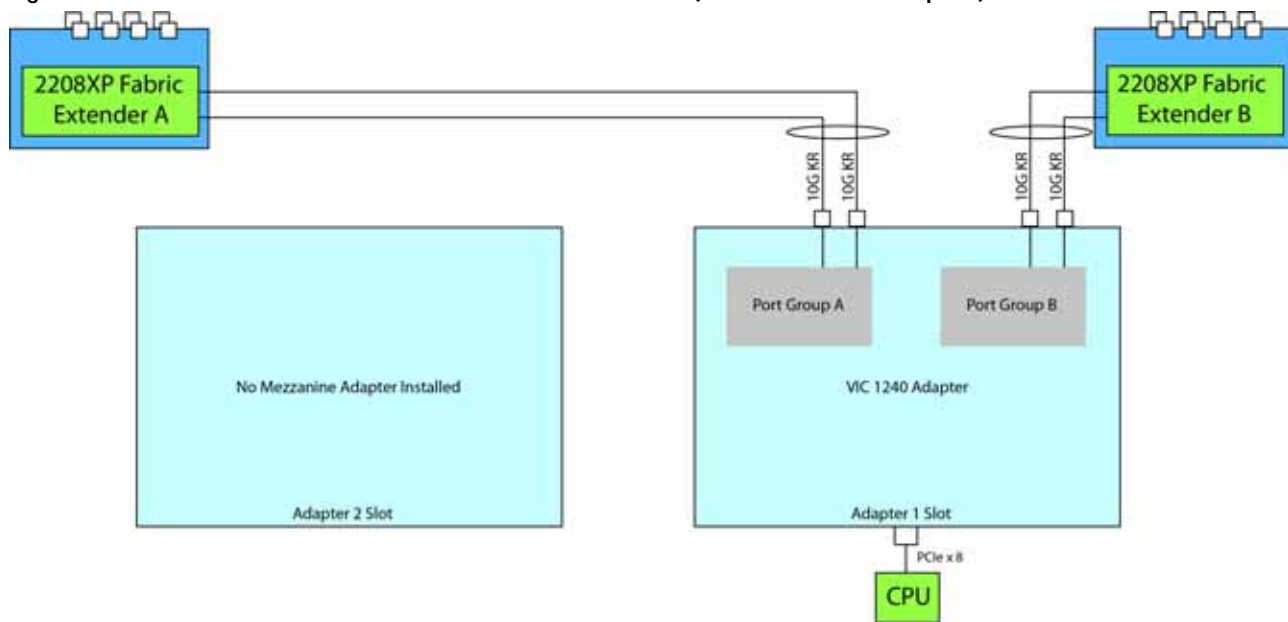 2208XP Fabric
Extender A
2208XP Fabric
Extender B
10G KR
10G KR
10G KR
10G KR
Port Group A
Port Group B
No Mezzanine Adapter Installed
VIC 1240 Adapter
Adapter 2 Slot
Adapter 1 Slot
PCIe x 8
CPU